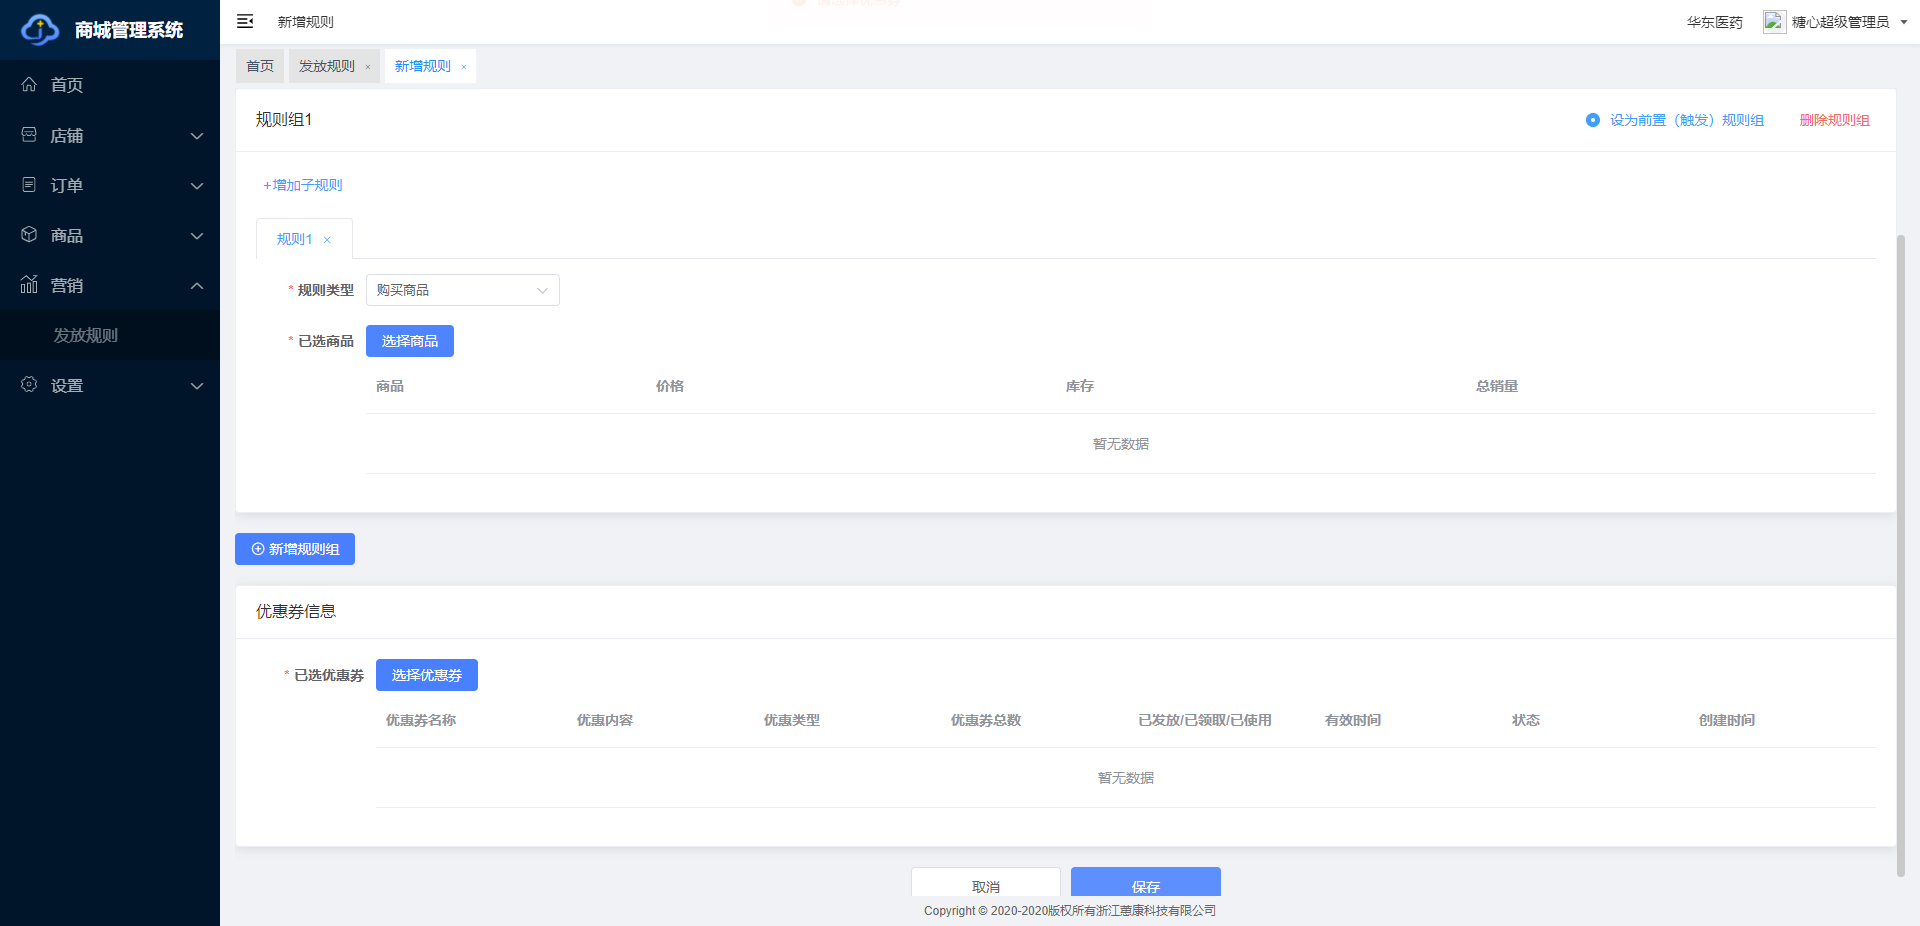 商城管理系统
新增规则
华东医药
糖心超级管理员
首页
店铺
订单
商品
营销
发放规则
设置
首页
发放规则 ×
新增规则 ×
规则组1
设为前置（触发）规则组
删除规则组
+增加子规则
规则1 ×
* 规则类型
购买商品
* 已选商品
选择商品
商品 价格 库存 总销量
暂无数据
新增规则组
优惠券信息
* 已选优惠券
选择优惠券
优惠券名称 优惠内容 优惠类型 优惠券总数 已发放/已领取/已使用 有效时间 状态 创建时间
暂无数据
取消
保存
Copyright © 2020-2020版权所有浙江蒽康科技有限公司